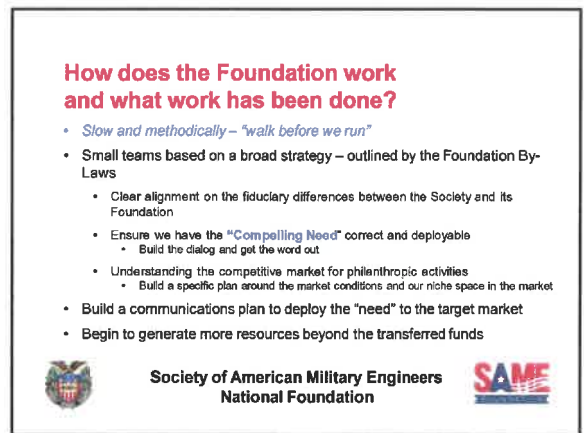 How does the Foundation work
and what work has been done?
• Slow and methodically – "walk before we run"
• Small teams based on a broad strategy – outlined by the Foundation By-
Laws
• Clear alignment on the fiduciary differences between the Society and its
Foundation
• Ensure we have the "Compelling Need" correct and deployable
• Build the dialog and get the word out
• Understanding the competitive market for philanthropic activities
• Build a specific plan around the market conditions and our niche space in the market
• Build a communications plan to deploy the "need" to the target market
• Begin to generate more resources beyond the transferred funds
Society of American Military Engineers
National Foundation
SAME